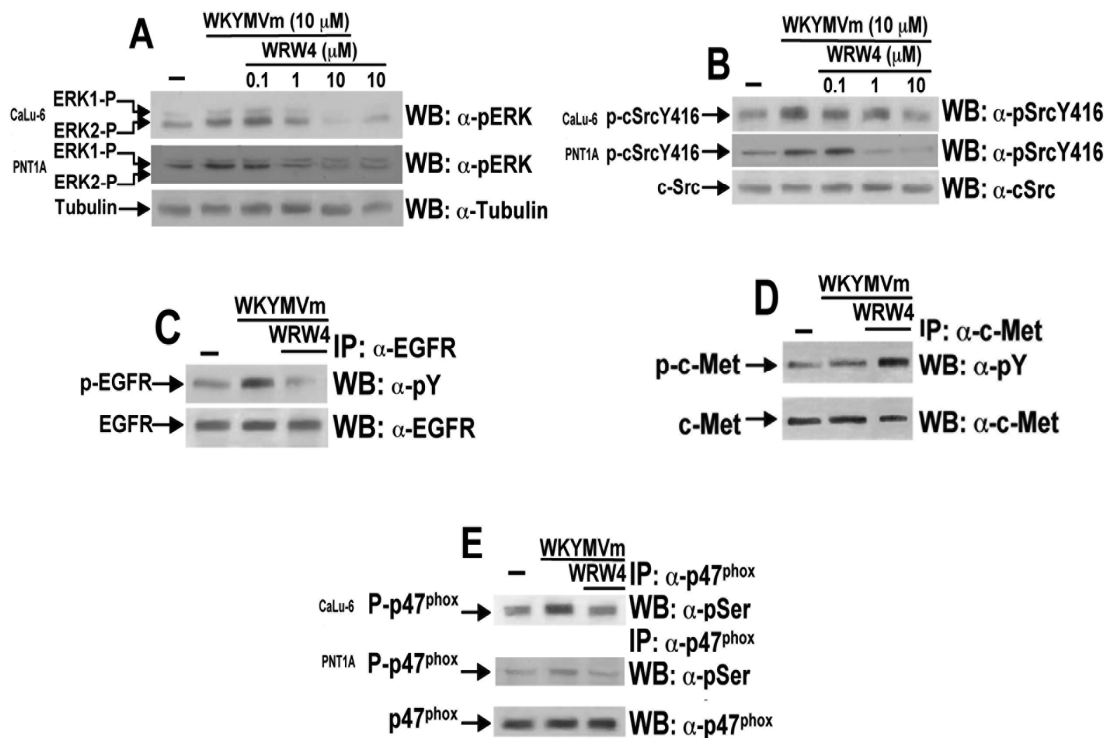 A
WKYMVm (10 μM)
WRW4 (μM)
– 0.1 1 10 10
CaLu-6 ERK1-P
ERK2-P
WB: α-pERK
PNT1A ERK1-P
ERK2-P
WB: α-pERK
Tubulin WB: α-Tubulin
B
WKYMVm (10 μM)
WRW4 (μM)
– 0.1 1 10
CaLu-6 p-cSrcY416 WB: α-pSrcY416
PNT1A p-cSrcY416 WB: α-pSrcY416
c-Src WB: α-cSrc
C
WKYMVm
– WRW4 IP: α-EGFR
p-EGFR WB: α-pY
EGFR WB: α-EGFR
D
WKYMVm
– WRW4 IP: α-c-Met
p-c-Met WB: α-pY
c-Met WB: α-c-Met
E
WKYMVm
– WRW4 IP: α-p47phox
CaLu-6 P-p47phox WB: α-pSer
IP: α-p47phox
PNT1A P-p47phox WB: α-pSer
p47phox WB: α-p47phox